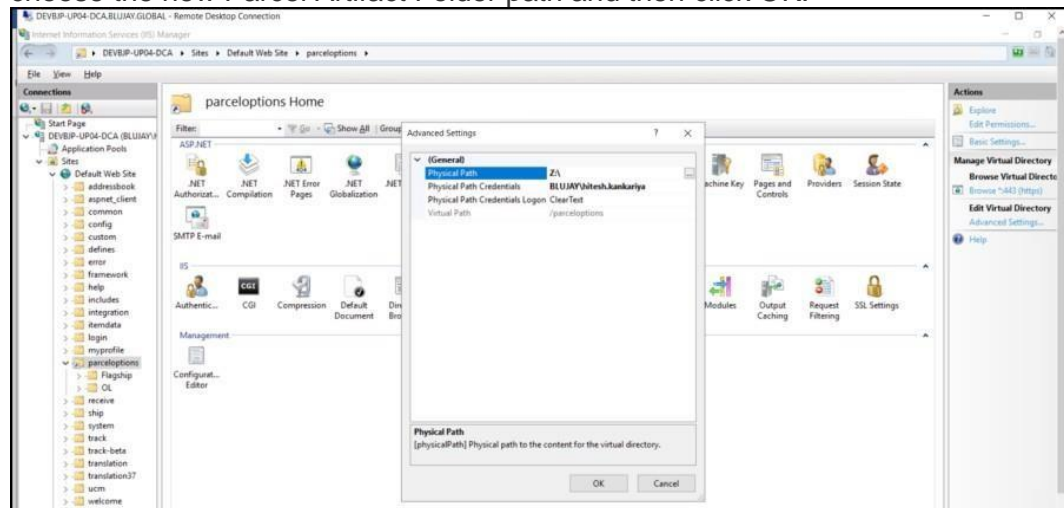 choose the new Parcel Artifact Folder path and then click OK.
DEVBJP-UP04-DCA.BLUJAY.GLOBAL - Remote Desktop Connection
Internet Information Services (IIS) Manager
DEVBJP-UP04-DCA Sites Default Web Site parceloptions
File View Help
Connections
Start Page
DEVBJP-UP04-DCA (BLUJAY\
Application Pools
Sites
Default Web Site
addressbook
aspnet_client
common
config
custom
defines
error
framework
help
includes
integration
itemdata
login
myprofile
parceloptions
Flagship
OL
receive
ship
system
track
track-beta
translation
translation37
ucm
welcome
parceloptions Home
Filter: Go Show All Group
ASP.NET
.NET Authorizat...
.NET Compilation
.NET Error Pages
.NET Globalization
.NET
achine Key
Pages and Controls
Providers
Session State
SMTP E-mail
IIS
Authentic...
CGI
Compression
Default Document
Modules
Output Caching
Request Filtering
SSL Settings
Management
Configurat... Editor
Advanced Settings ?
(General)
Physical Path Z:\
Physical Path Credentials BLUJAY\hitesh.kankariya
Physical Path Credentials Logon ClearText
Virtual Path /parceloptions
Physical Path
[physicalPath] Physical path to the content for the virtual directory.
OK Cancel
Actions
Explore
Edit Permissions...
Basic Settings...
Manage Virtual Directory
Browse Virtual Directo
Browse *:443 (https)
Edit Virtual Directory
Advanced Settings...
Help